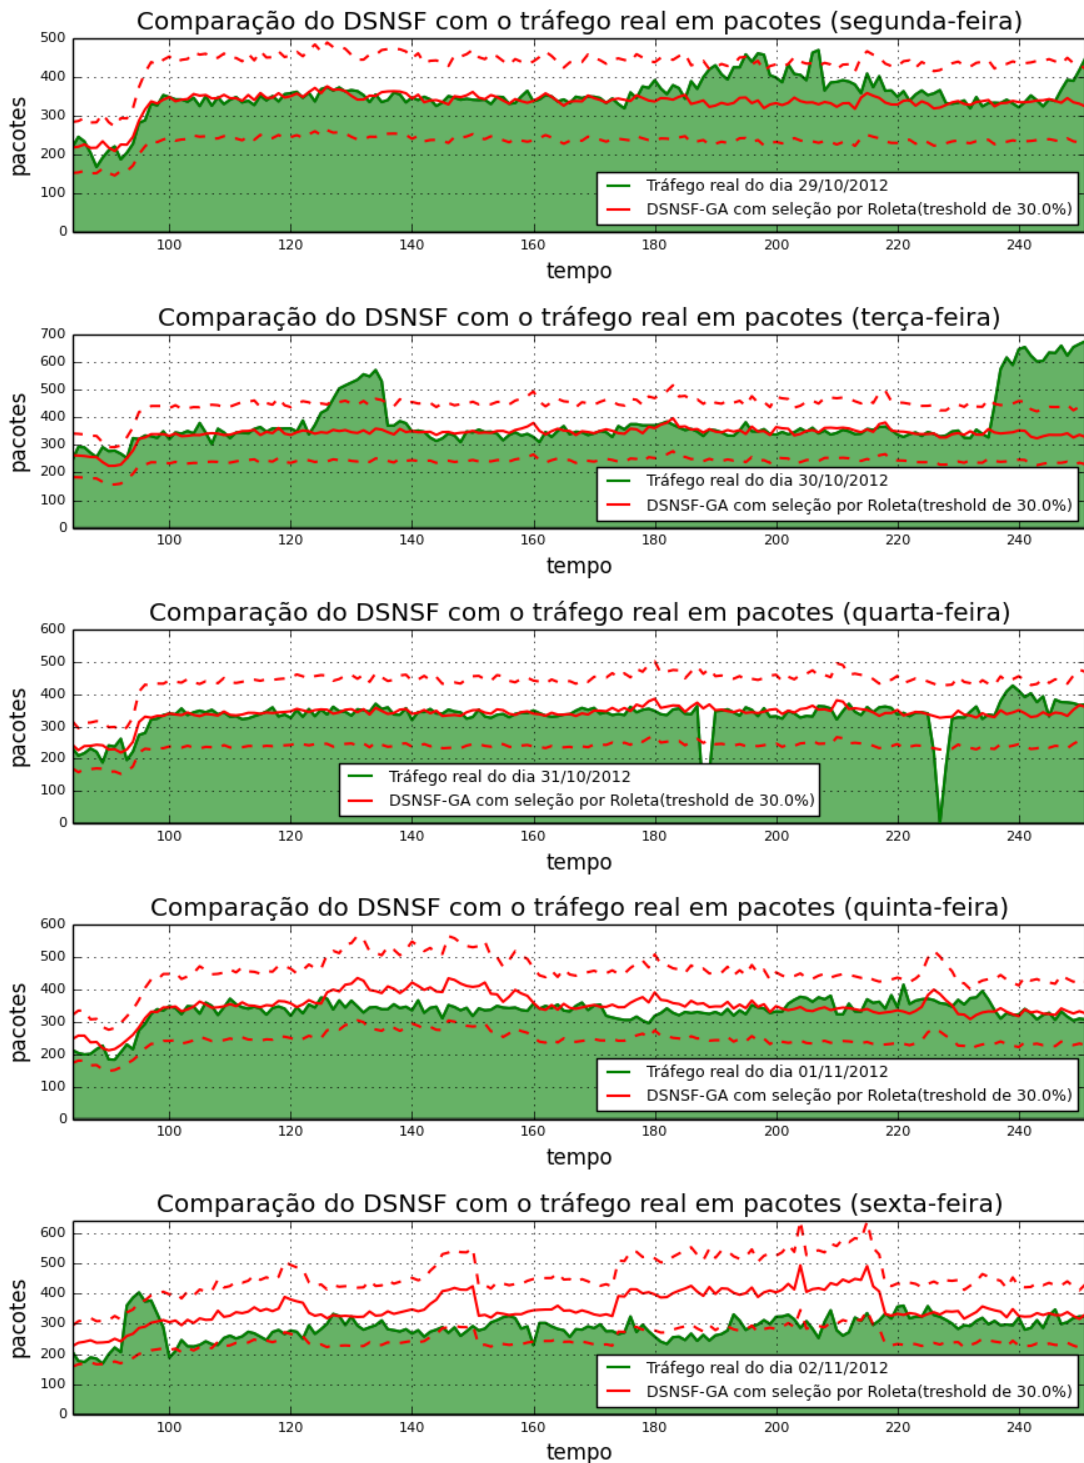 Comparação do DSNSF com o tráfego real em pacotes (segunda-feira)
500
400
300
200
100
0
pacotes
Tráfego real do dia 29/10/2012
DSNSF-GA com seleção por Roleta(treshold de 30.0%)
100 120 140 160 180 200 220 240
tempo
Comparação do DSNSF com o tráfego real em pacotes (terça-feira)
700
600
500
400
300
200
100
0
pacotes
Tráfego real do dia 30/10/2012
DSNSF-GA com seleção por Roleta(treshold de 30.0%)
100 120 140 160 180 200 220 240
tempo
Comparação do DSNSF com o tráfego real em pacotes (quarta-feira)
600
500
400
300
200
100
0
pacotes
Tráfego real do dia 31/10/2012
DSNSF-GA com seleção por Roleta(treshold de 30.0%)
100 120 140 160 180 200 220 240
tempo
Comparação do DSNSF com o tráfego real em pacotes (quinta-feira)
600
500
400
300
200
100
0
pacotes
Tráfego real do dia 01/11/2012
DSNSF-GA com seleção por Roleta(treshold de 30.0%)
100 120 140 160 180 200 220 240
tempo
Comparação do DSNSF com o tráfego real em pacotes (sexta-feira)
600
500
400
300
200
100
0
pacotes
Tráfego real do dia 02/11/2012
DSNSF-GA com seleção por Roleta(treshold de 30.0%)
100 120 140 160 180 200 220 240
tempo